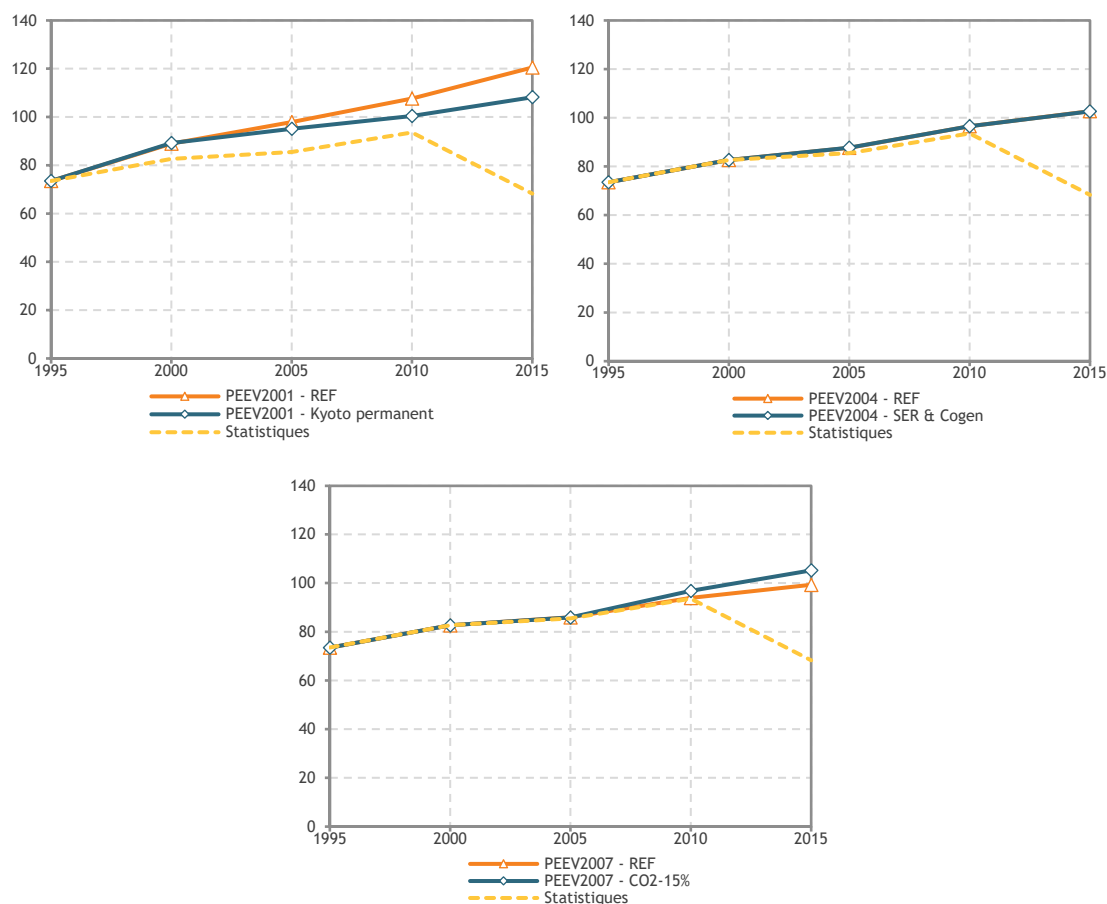 140
120
100
80
60
40
20
0
1995 2000 2005 2010 2015
PEEV2001 - REF
PEEV2001 - Kyoto permanent
Statistiques
140
120
100
80
60
40
20
0
1995 2000 2005 2010 2015
PEEV2004 - REF
PEEV2004 - SER & Cogen
Statistiques
140
120
100
80
60
40
20
0
1995 2000 2005 2010 2015
PEEV2007 - REF
PEEV2007 - CO2-15%
Statistiques